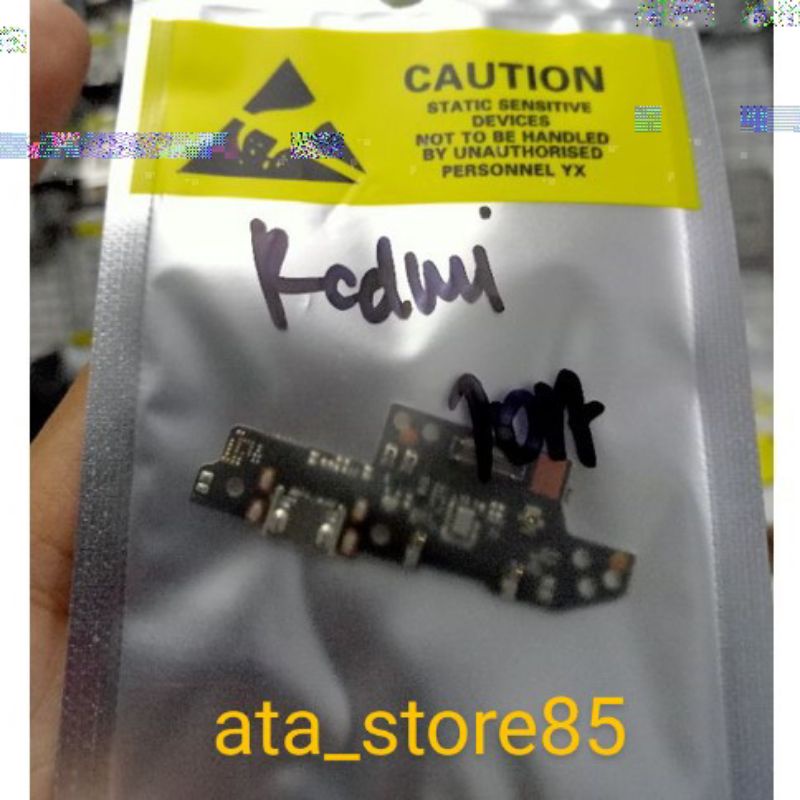 CAUTION
STATIC SENSITIVE
DEVICES
NOT TO BE HANDLED
BY UNAUTHORISED
PERSONNEL YX
Redmi
ata_store85